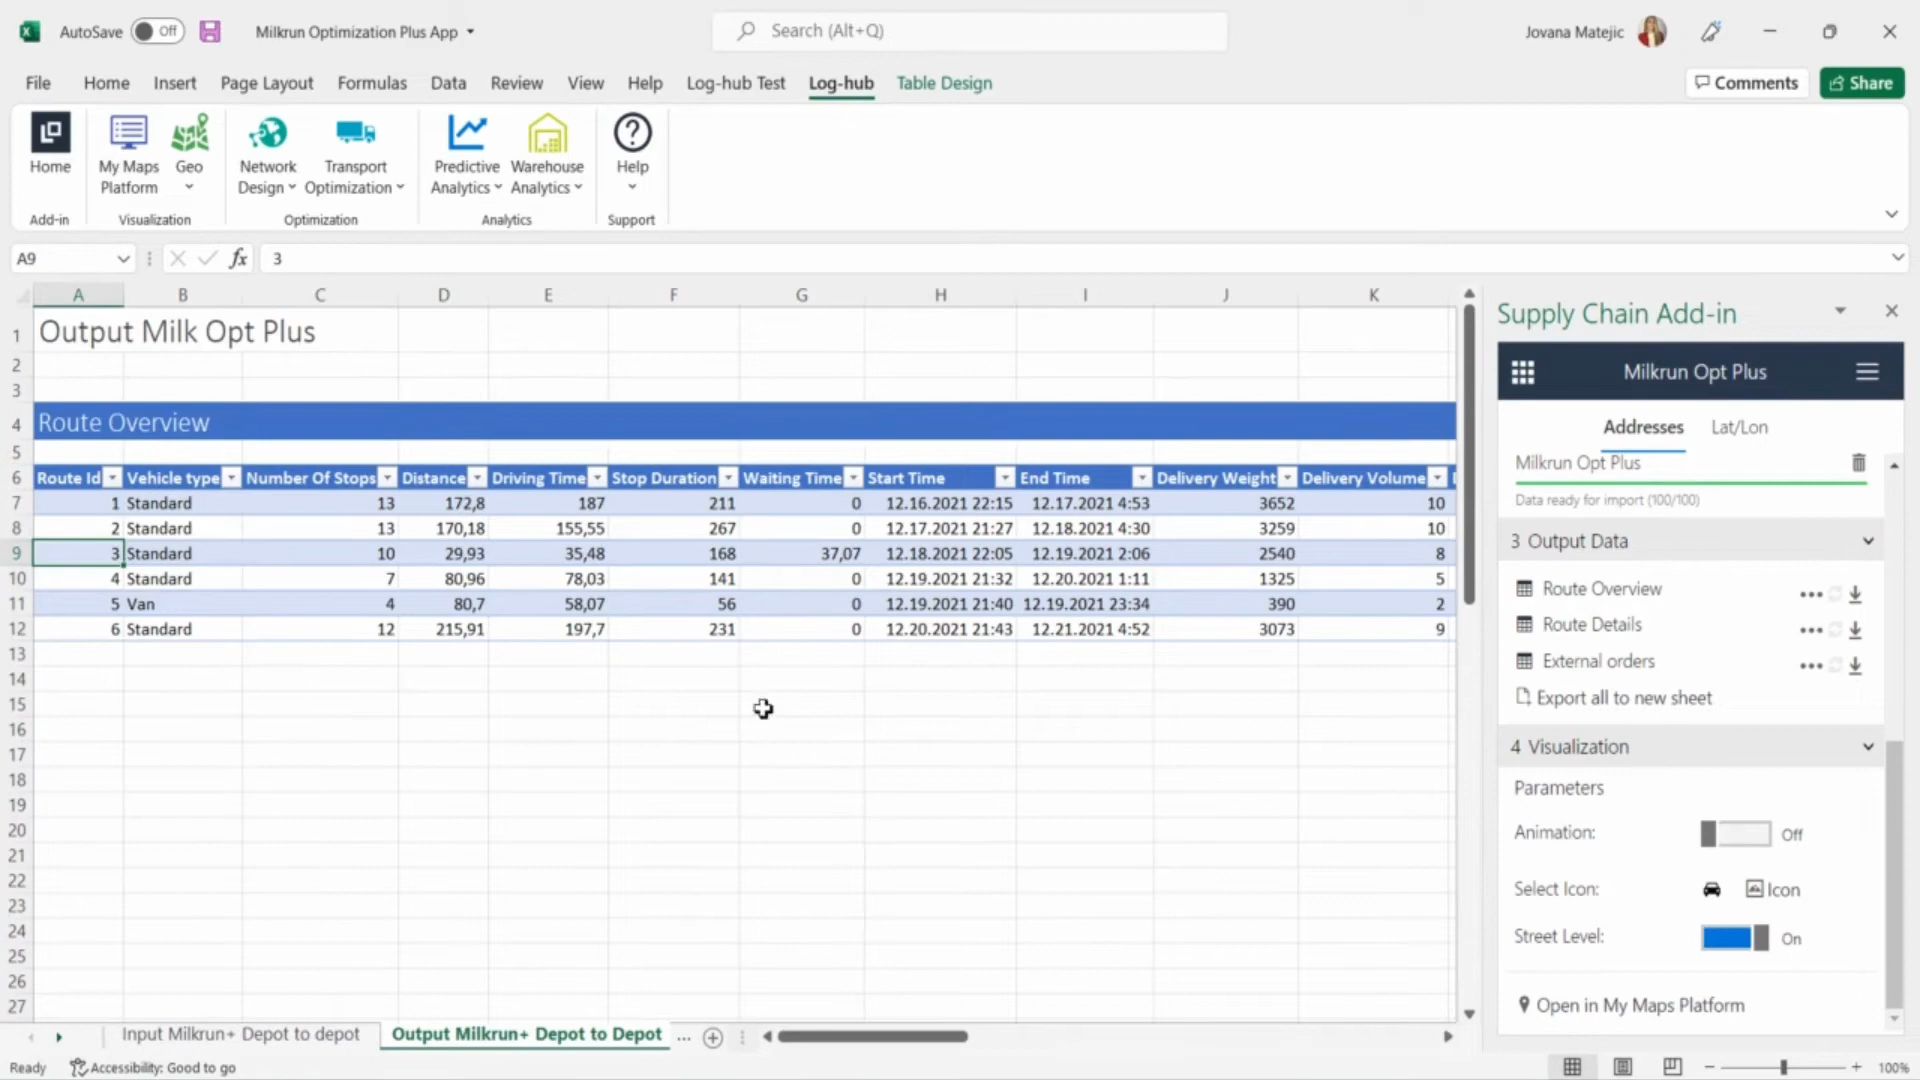 AutoSave Off Milkrun Optimization Plus App Search (Alt+Q) Jovana Matejic
File Home Insert Page Layout Formulas Data Review View Help Log-hub Test Log-hub Table Design Comments Share
Home My Maps Platform Geo Network Design Transport Optimization Predictive Analytics Warehouse Analytics Help
Add-in Visualization Optimization Analytics Support
A9 fx 3
A B C D E F G H I J K
1 Output Milk Opt Plus
2
3
4 Route Overview
5
6 Route Id Vehicle type Number Of Stops Distance Driving Time Stop Duration Waiting Time Start Time End Time Delivery Weight Delivery Volume
7 1 Standard 13 172,8 187 211 0 12.16.2021 22:15 12.17.2021 4:53 3652 10
8 2 Standard 13 170,18 155,55 267 0 12.17.2021 21:27 12.18.2021 4:30 3259 10
9 3 Standard 10 29,93 35,48 168 37,07 12.18.2021 22:05 12.19.2021 2:06 2540 8
10 4 Standard 7 80,96 78,03 141 0 12.19.2021 21:32 12.20.2021 1:11 1325 5
11 5 Van 4 80,7 58,07 56 0 12.19.2021 21:40 12.19.2021 23:34 390 2
12 6 Standard 12 215,91 197,7 231 0 12.20.2021 21:43 12.21.2021 4:52 3073 9
13
14
15
16
17
18
19
20
21
22
23
24
25
26
27
Supply Chain Add-in
Milkrun Opt Plus
Addresses Lat/Lon
Milkrun Opt Plus
Data ready for import (100/100)
3 Output Data
Route Overview
Route Details
External orders
Export all to new sheet
4 Visualization
Parameters
Animation: Off
Select Icon: Icon
Street Level: On
Open in My Maps Platform
Input Milkrun+ Depot to depot Output Milkrun+ Depot to Depot ...
Ready Accessibility: Good to go 100%